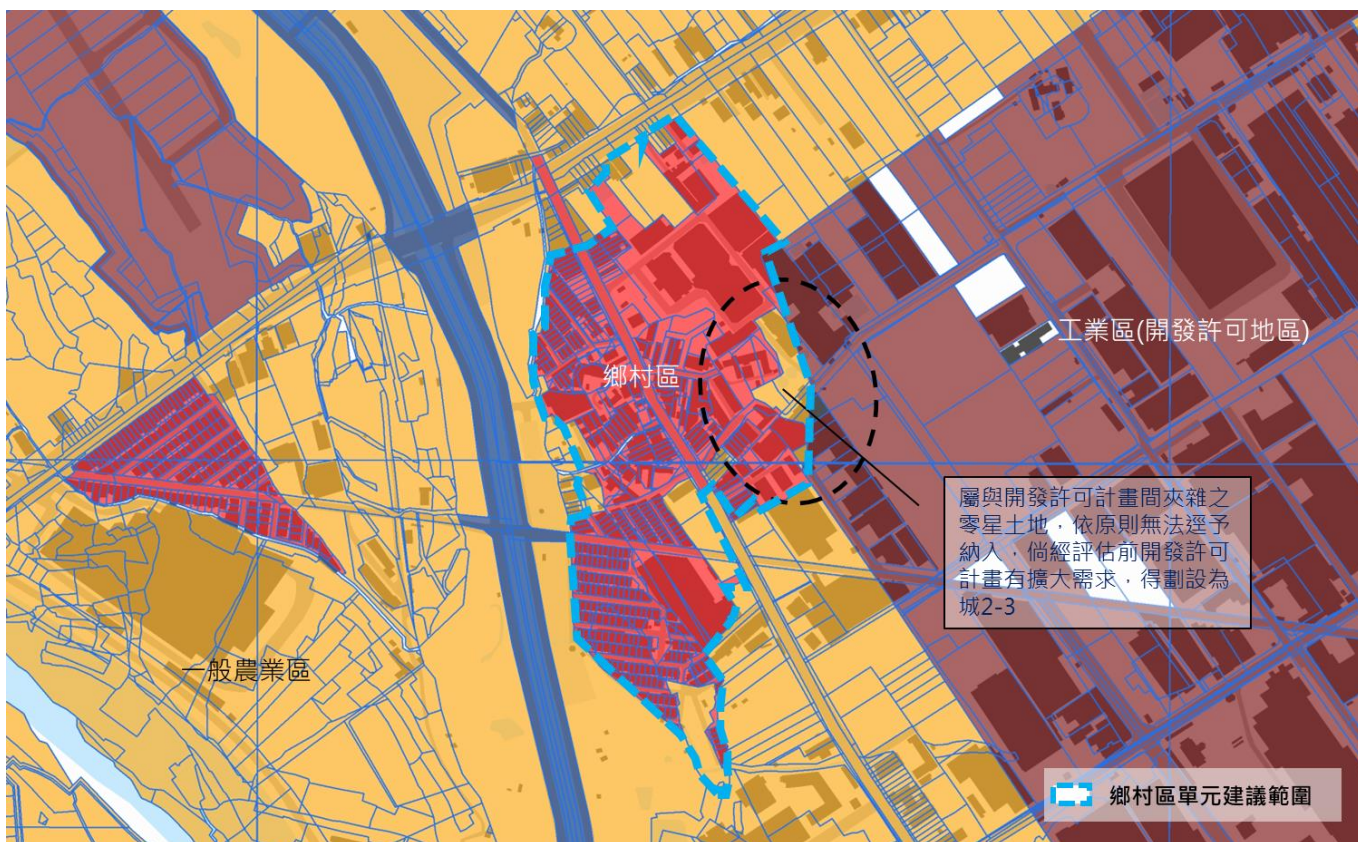 工業區(開發許可地區)
鄉村區
屬與開發許可計畫間夾雜之
零星土地，依原則無法逕予
納入，倘經評估前開發許可
計畫有擴大需求，得劃設為
城2-3
一般農業區
鄉村區單元建議範圍